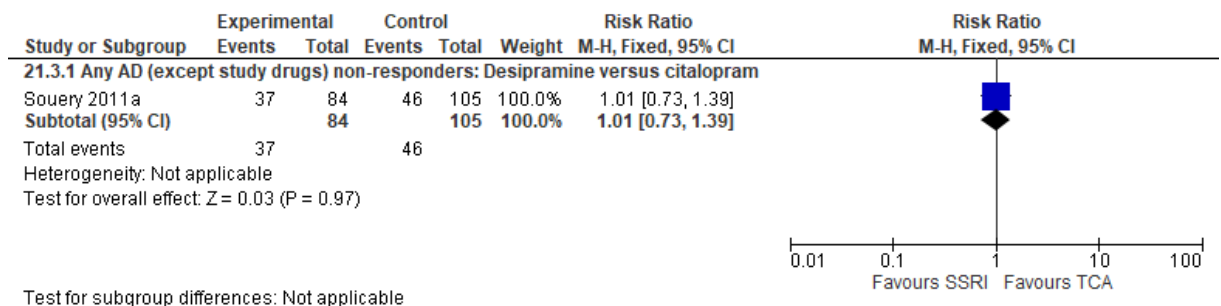 Experimental Control Risk Ratio Risk Ratio
Study or Subgroup Events Total Events Total Weight M-H, Fixed, 95% CI M-H, Fixed, 95% CI
21.3.1 Any AD (except study drugs) non-responders: Desipramine versus citalopram
Souery 2011a 37 84 46 105 100.0% 1.01 [0.73, 1.39]
Subtotal (95% CI) 84 105 100.0% 1.01 [0.73, 1.39]
Total events 37 46
Heterogeneity: Not applicable
Test for overall effect: Z = 0.03 (P = 0.97)
0.01 0.1 1 10 100
Favours SSRI Favours TCA
Test for subgroup differences: Not applicable